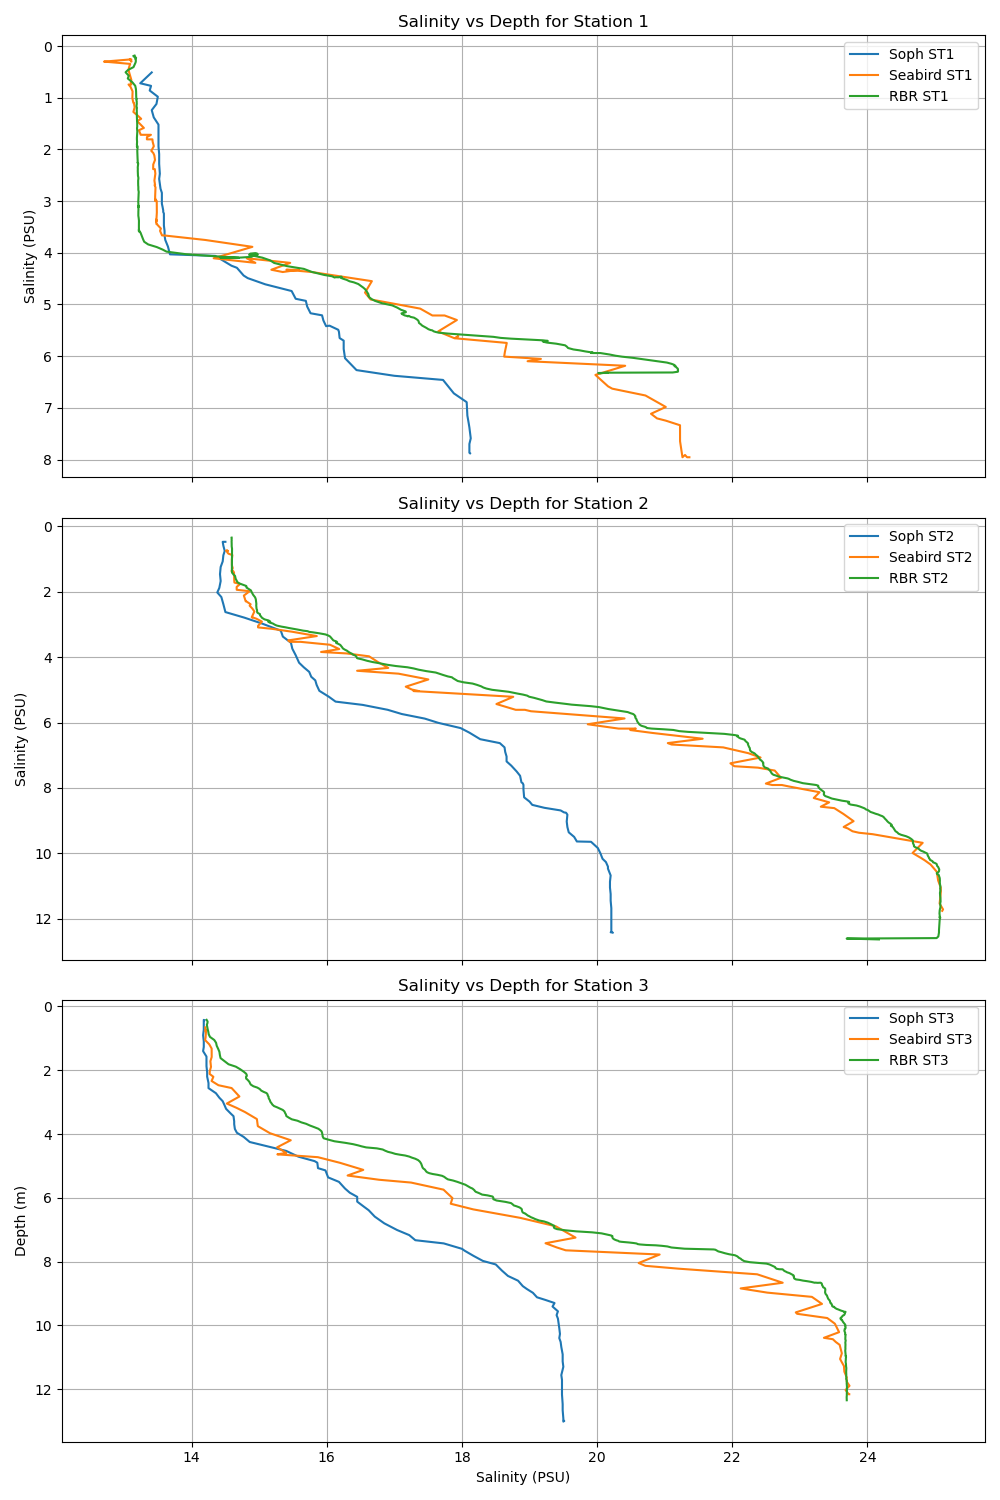 Salinity vs Depth for Station 1
Soph ST1
Seabird ST1
RBR ST1
0
1
2
3
4
5
6
7
8
Salinity (PSU)
Salinity vs Depth for Station 2
Soph ST2
Seabird ST2
RBR ST2
0
2
4
6
8
10
12
Salinity (PSU)
Salinity vs Depth for Station 3
Soph ST3
Seabird ST3
RBR ST3
0
2
4
6
8
10
12
Depth (m)
14 16 18 20 22 24
Salinity (PSU)